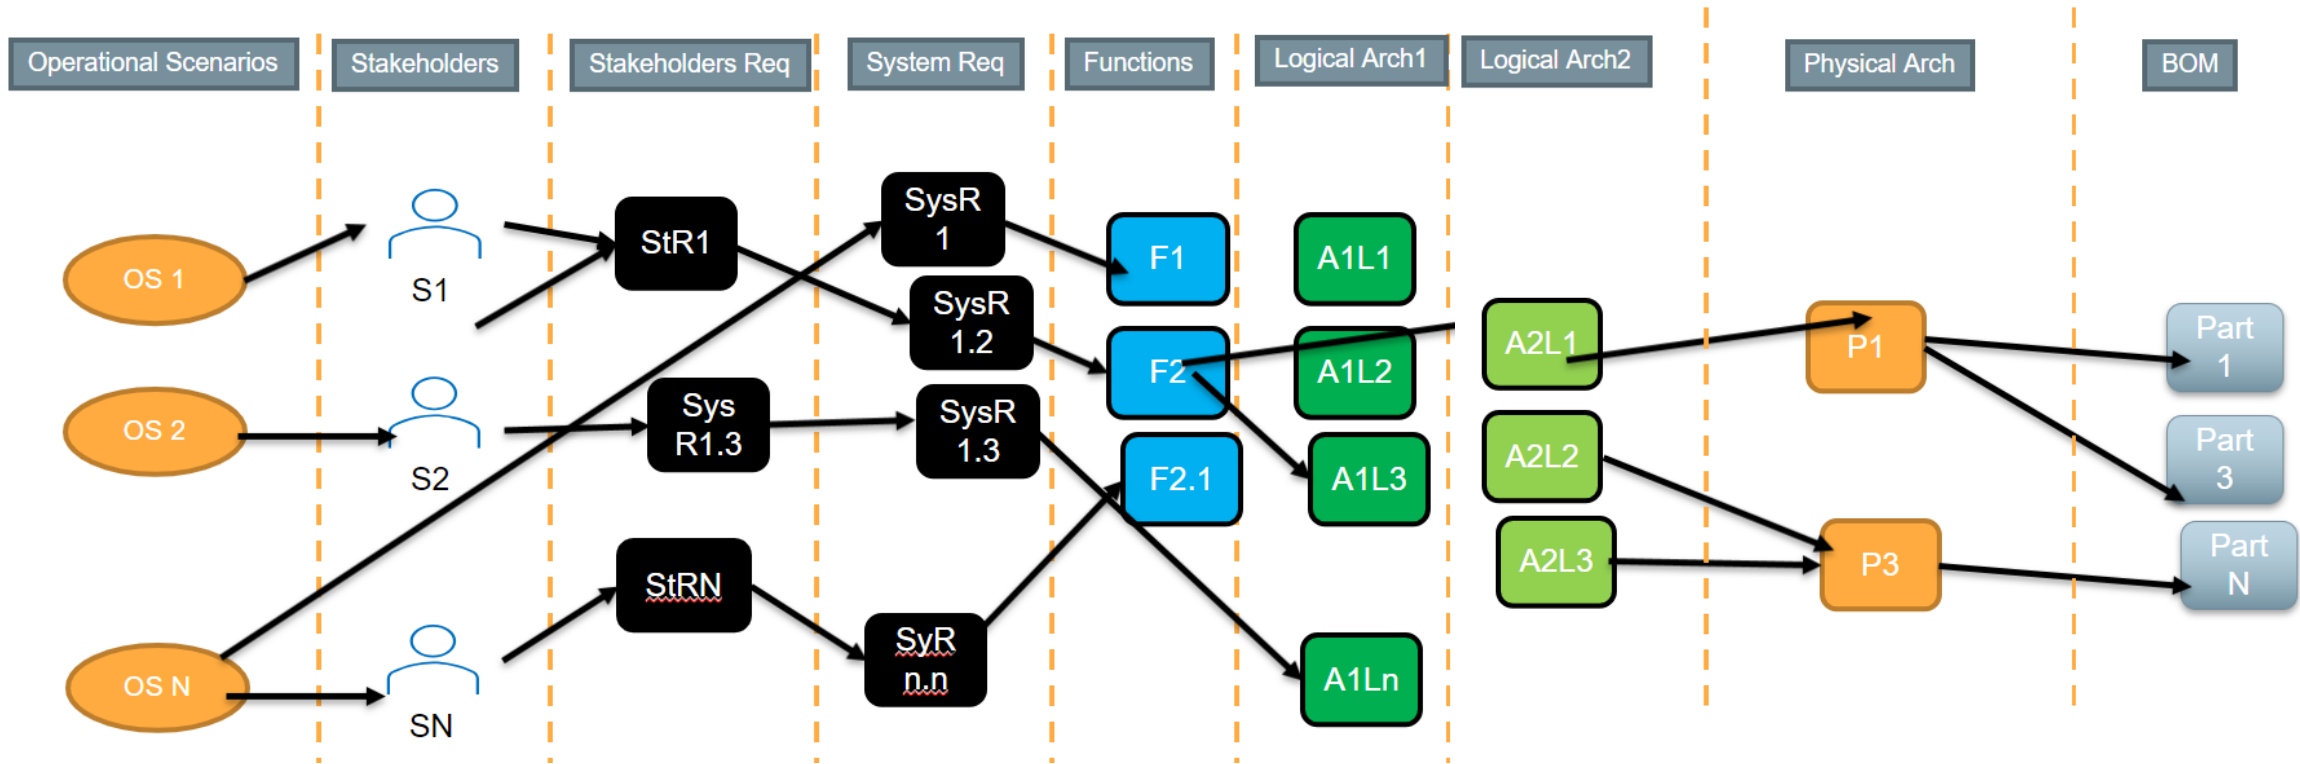 Operational Scenarios
Stakeholders
Stakeholders Req
System Req
Functions
Logical Arch1
Logical Arch2
Physical Arch
BOM
OS 1
OS 2
OS N
S1
S2
SN
StR1
Sys
R1.3
StRN
SysR
1
SysR
1.2
SysR
1.3
SyR
n.n
F1
F2
F2.1
A1L1
A1L2
A1L3
A1Ln
A2L1
A2L2
A2L3
P1
P3
Part
1
Part
3
Part
N